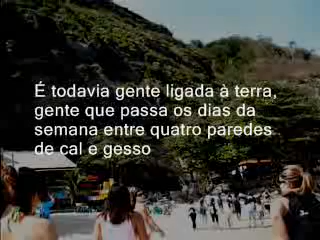 É todavia gente ligada à terra,
gente que passa os dias da
semana entre quatro paredes
de cal e gesso